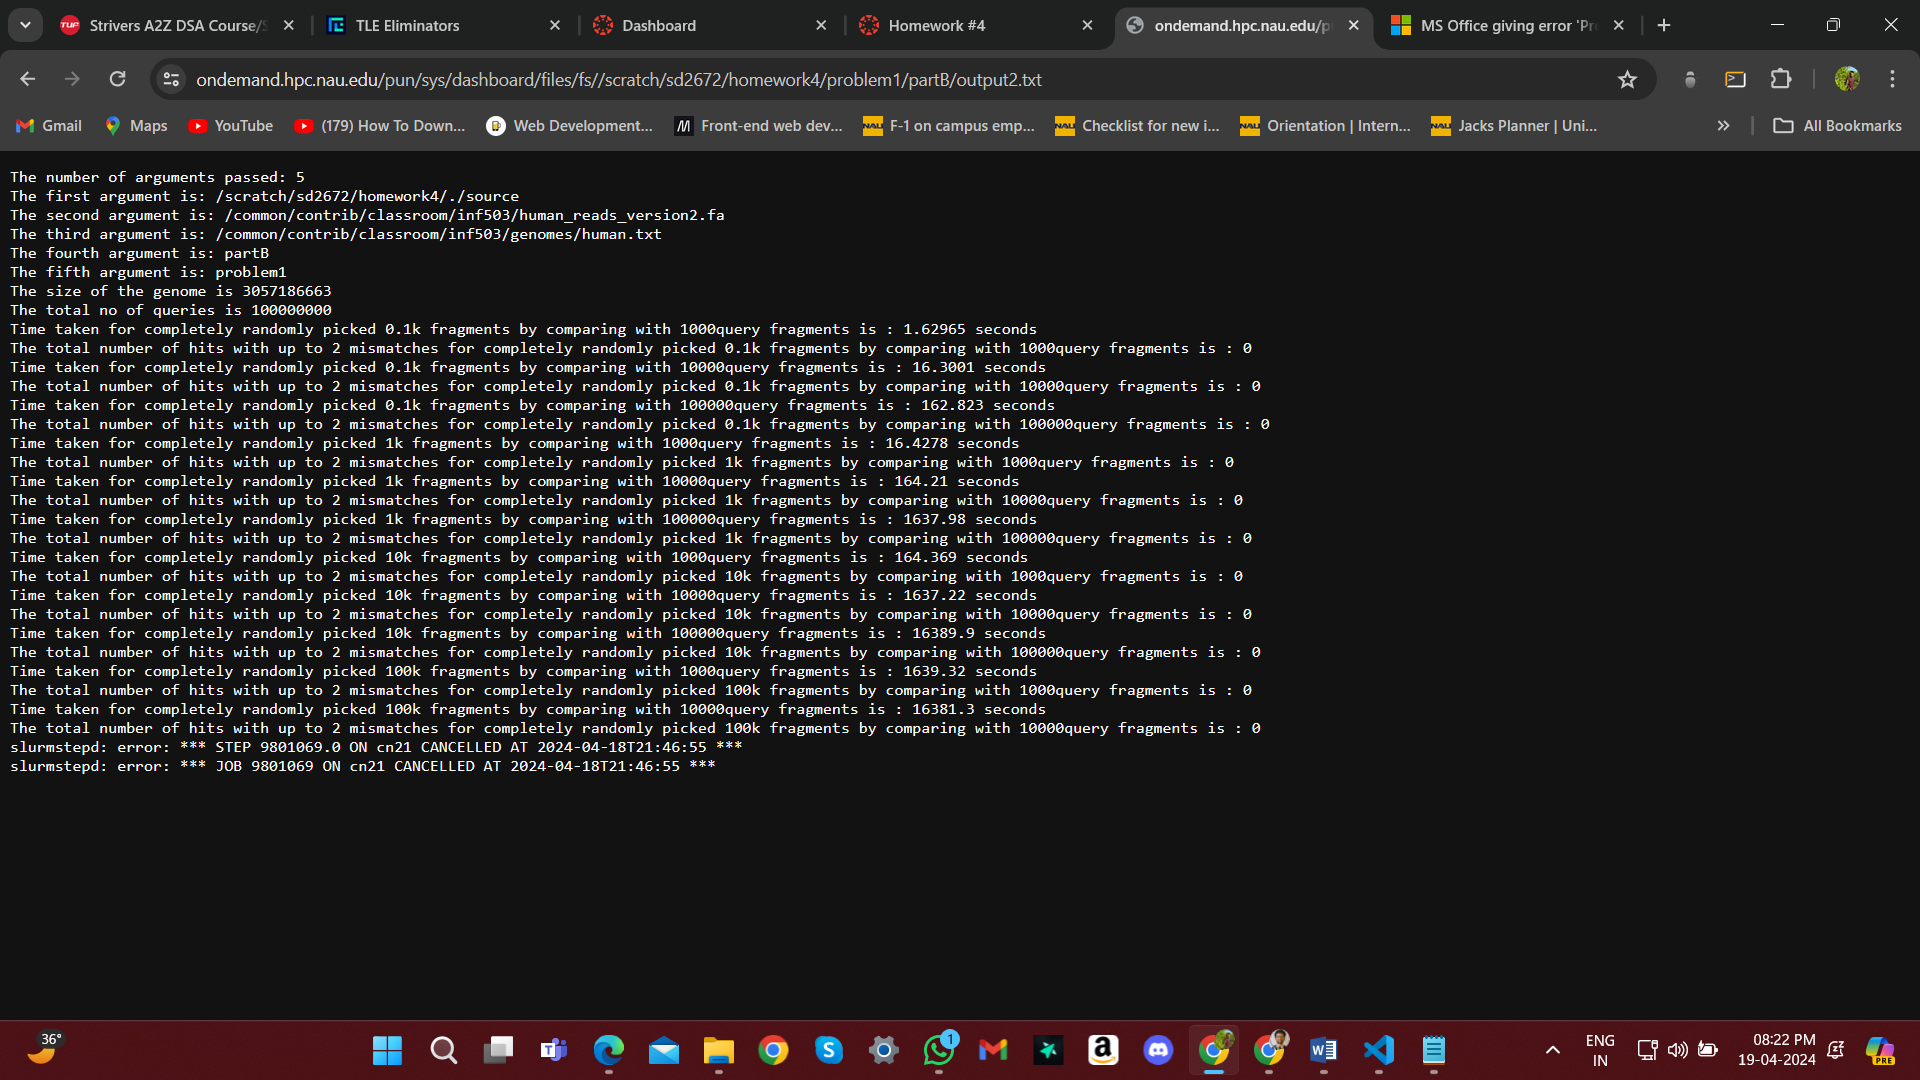 Strivers A2Z DSA Course/S
TLE Eliminators
Dashboard
Homework #4
ondemand.hpc.nau.edu/p
MS Office giving error 'Pr
ondemand.hpc.nau.edu/pun/sys/dashboard/files/fs//scratch/sd2672/homework4/problem1/partB/output2.txt
Gmail
Maps
YouTube
(179) How To Down...
Web Development...
Front-end web dev...
F-1 on campus emp...
Checklist for new i...
Orientation | Intern...
Jacks Planner | Uni...
All Bookmarks
The number of arguments passed: 5
The first argument is: /scratch/sd2672/homework4/./source
The second argument is: /common/contrib/classroom/inf503/human_reads_version2.fa
The third argument is: /common/contrib/classroom/inf503/genomes/human.txt
The fourth argument is: partB
The fifth argument is: problem1
The size of the genome is 3057186663
The total no of queries is 100000000
Time taken for completely randomly picked 0.1k fragments by comparing with 1000query fragments is : 1.62965 seconds
The total number of hits with up to 2 mismatches for completely randomly picked 0.1k fragments by comparing with 1000query fragments is : 0
Time taken for completely randomly picked 0.1k fragments by comparing with 10000query fragments is : 16.3001 seconds
The total number of hits with up to 2 mismatches for completely randomly picked 0.1k fragments by comparing with 10000query fragments is : 0
Time taken for completely randomly picked 0.1k fragments by comparing with 100000query fragments is : 162.823 seconds
The total number of hits with up to 2 mismatches for completely randomly picked 0.1k fragments by comparing with 100000query fragments is : 0
Time taken for completely randomly picked 1k fragments by comparing with 1000query fragments is : 16.4278 seconds
The total number of hits with up to 2 mismatches for completely randomly picked 1k fragments by comparing with 1000query fragments is : 0
Time taken for completely randomly picked 1k fragments by comparing with 10000query fragments is : 164.21 seconds
The total number of hits with up to 2 mismatches for completely randomly picked 1k fragments by comparing with 10000query fragments is : 0
Time taken for completely randomly picked 1k fragments by comparing with 100000query fragments is : 1637.98 seconds
The total number of hits with up to 2 mismatches for completely randomly picked 1k fragments by comparing with 100000query fragments is : 0
Time taken for completely randomly picked 10k fragments by comparing with 1000query fragments is : 164.369 seconds
The total number of hits with up to 2 mismatches for completely randomly picked 10k fragments by comparing with 1000query fragments is : 0
Time taken for completely randomly picked 10k fragments by comparing with 10000query fragments is : 1637.22 seconds
The total number of hits with up to 2 mismatches for completely randomly picked 10k fragments by comparing with 10000query fragments is : 0
Time taken for completely randomly picked 10k fragments by comparing with 100000query fragments is : 16389.9 seconds
The total number of hits with up to 2 mismatches for completely randomly picked 10k fragments by comparing with 100000query fragments is : 0
Time taken for completely randomly picked 100k fragments by comparing with 1000query fragments is : 1639.32 seconds
The total number of hits with up to 2 mismatches for completely randomly picked 100k fragments by comparing with 1000query fragments is : 0
Time taken for completely randomly picked 100k fragments by comparing with 10000query fragments is : 16381.3 seconds
The total number of hits with up to 2 mismatches for completely randomly picked 100k fragments by comparing with 10000query fragments is : 0
slurmstepd: error: *** STEP 9801069.0 ON cn21 CANCELLED AT 2024-04-18T21:46:55 ***
slurmstepd: error: *** JOB 9801069 ON cn21 CANCELLED AT 2024-04-18T21:46:55 ***
36°
1
ENG
IN
08:22 PM
19-04-2024
PRE